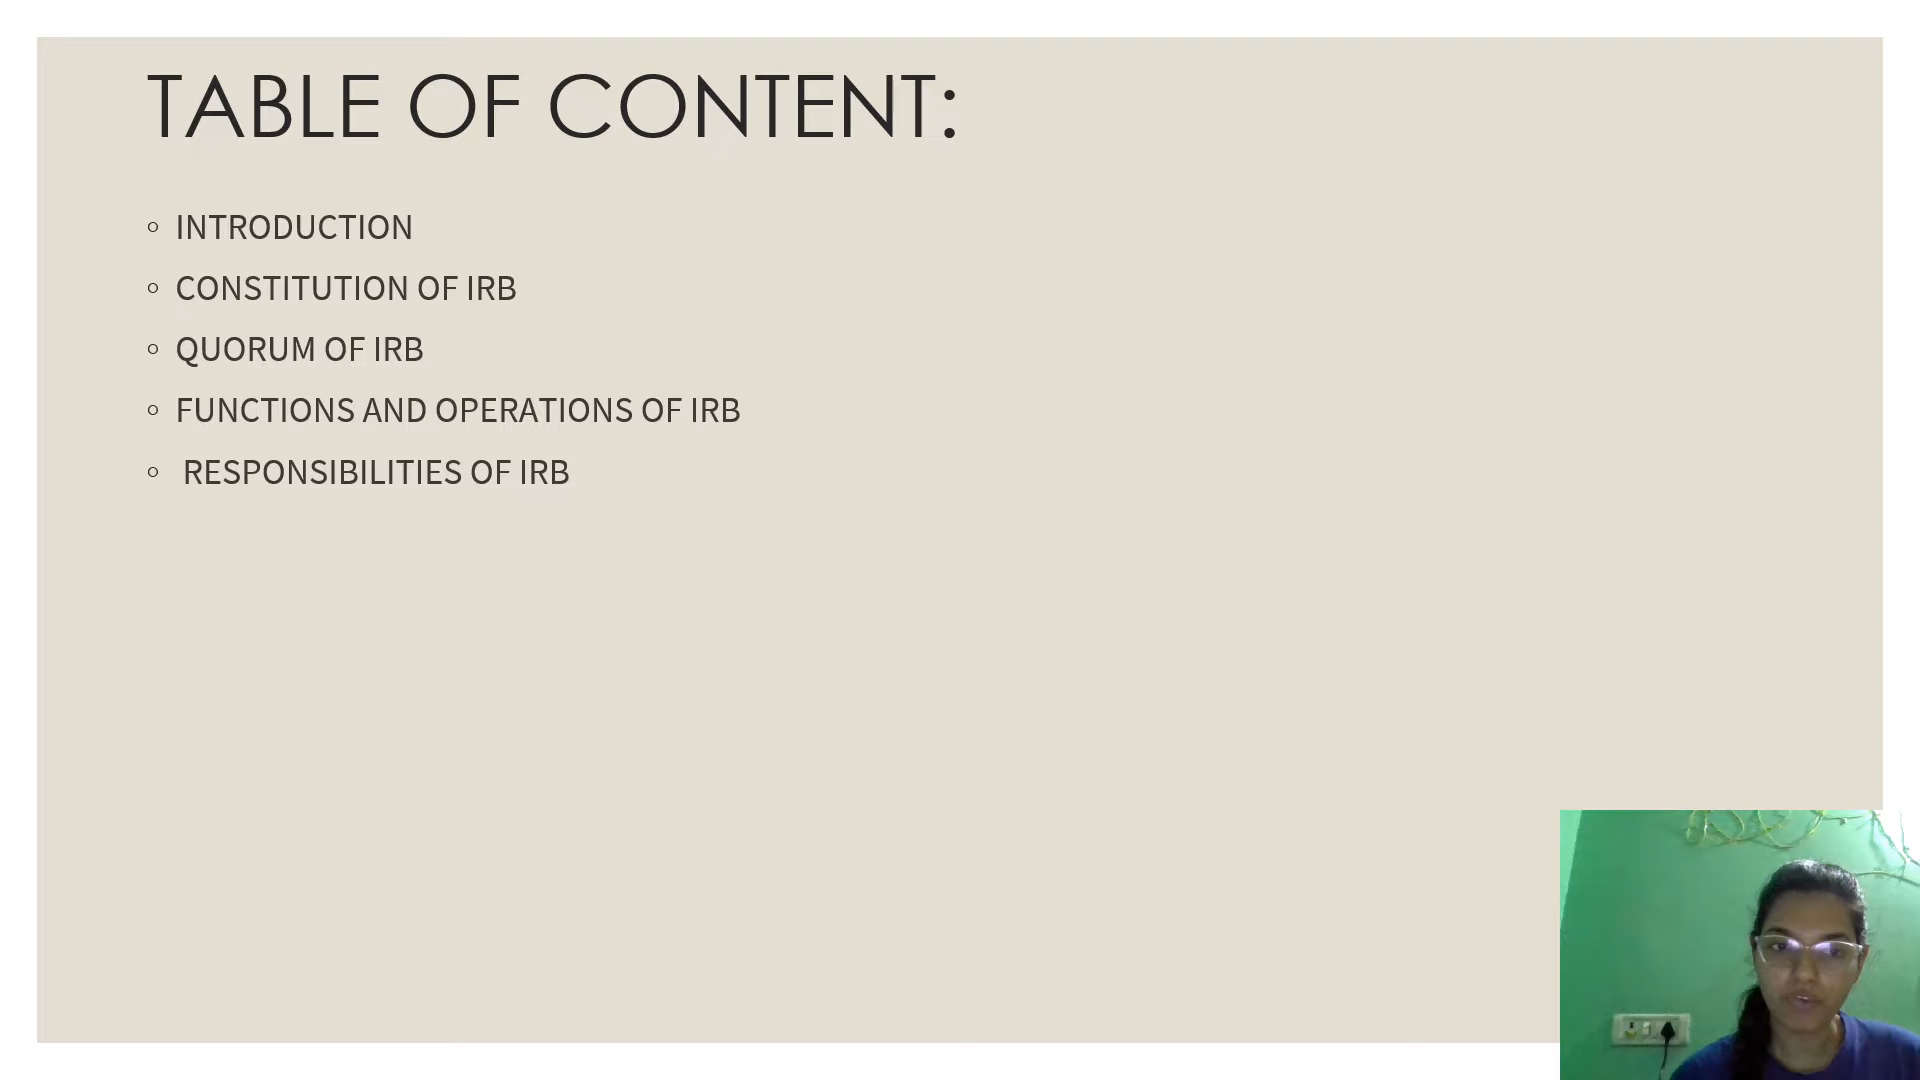 TABLE OF CONTENT:
◦ INTRODUCTION
◦ CONSTITUTION OF IRB
◦ QUORUM OF IRB
◦ FUNCTIONS AND OPERATIONS OF IRB
◦ RESPONSIBILITIES OF IRB